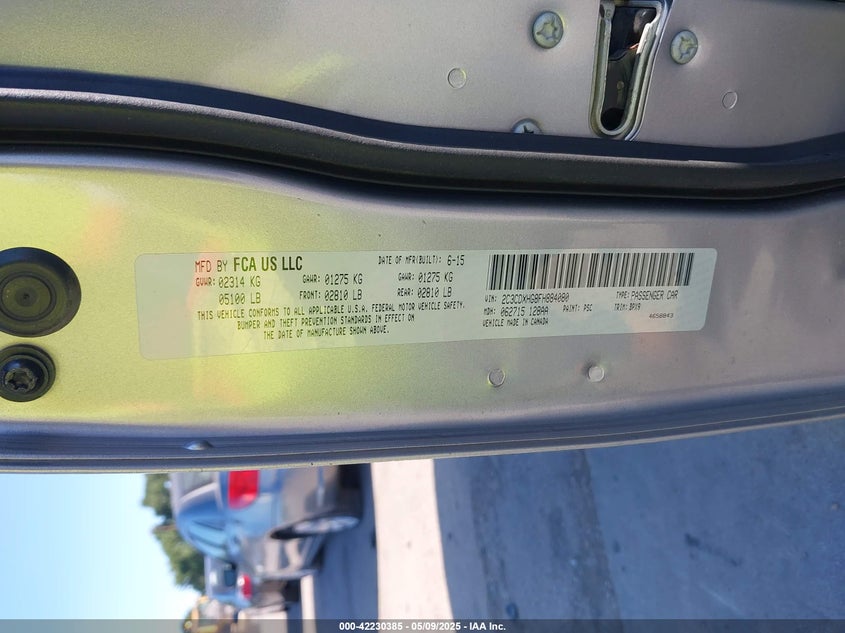 MFD BY FCA US LLC
DATE OF MFR(BUILT): 6-15
GVWR: 02314 KG GAWR: 01275 KG GAWR: 01275 KG
05100 LB FRONT: 02810 LB REAR: 02810 LB
THIS VEHICLE CONFORMS TO ALL APPLICABLE U.S.A. FEDERAL MOTOR VEHICLE SAFETY,
BUMPER AND THEFT PREVENTION STANDARDS IN EFFECT ON
THE DATE OF MANUFACTURE SHOWN ABOVE.
VIN: 2C3CDXHG8FH884080 TYPE: PASSENGER CAR
MDH: 062715 128AA PAINT: PSC TRIM: BPX9
VEHICLE MADE IN CANADA
4658043
000-42230385 - 05/09/2025 - IAA Inc.